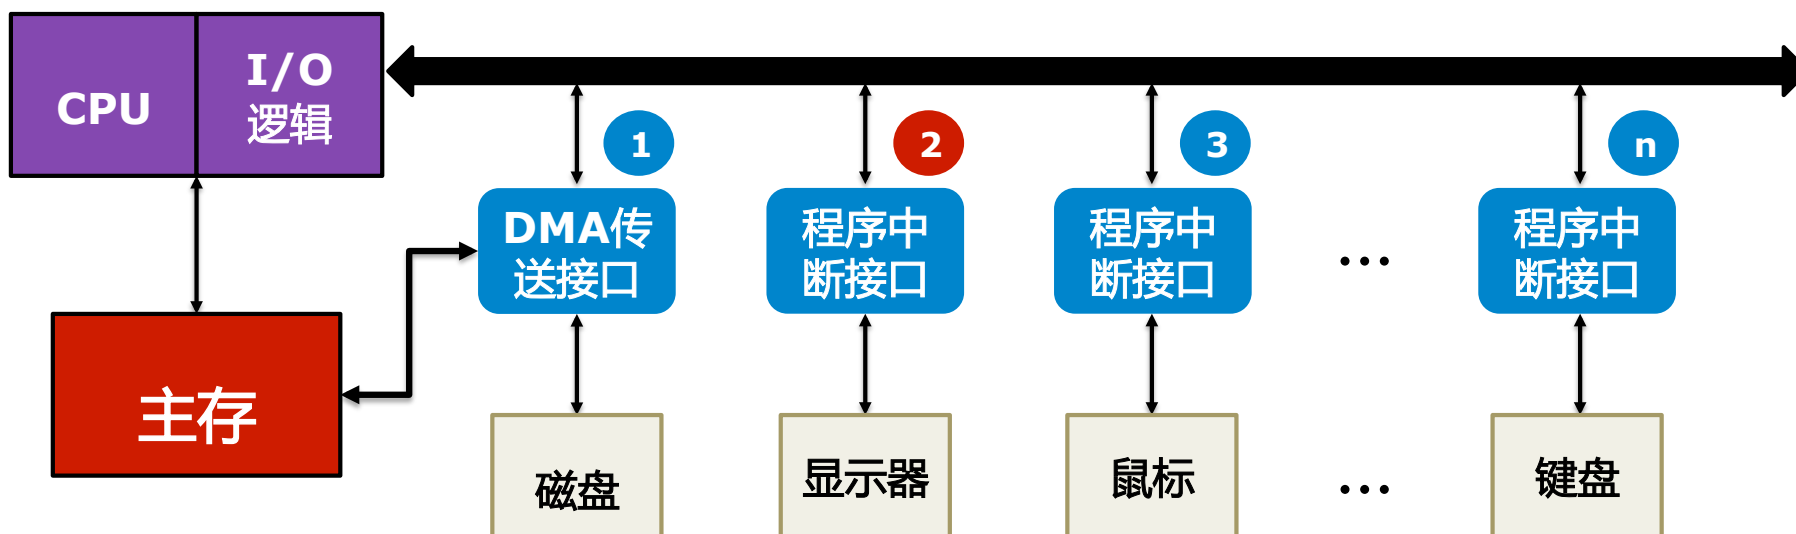 CPU
I/O
逻辑
1
2
3
n
DMA传
送接口
程序中
断接口
程序中
断接口
...
程序中
断接口
主存
磁盘
显示器
鼠标
...
键盘